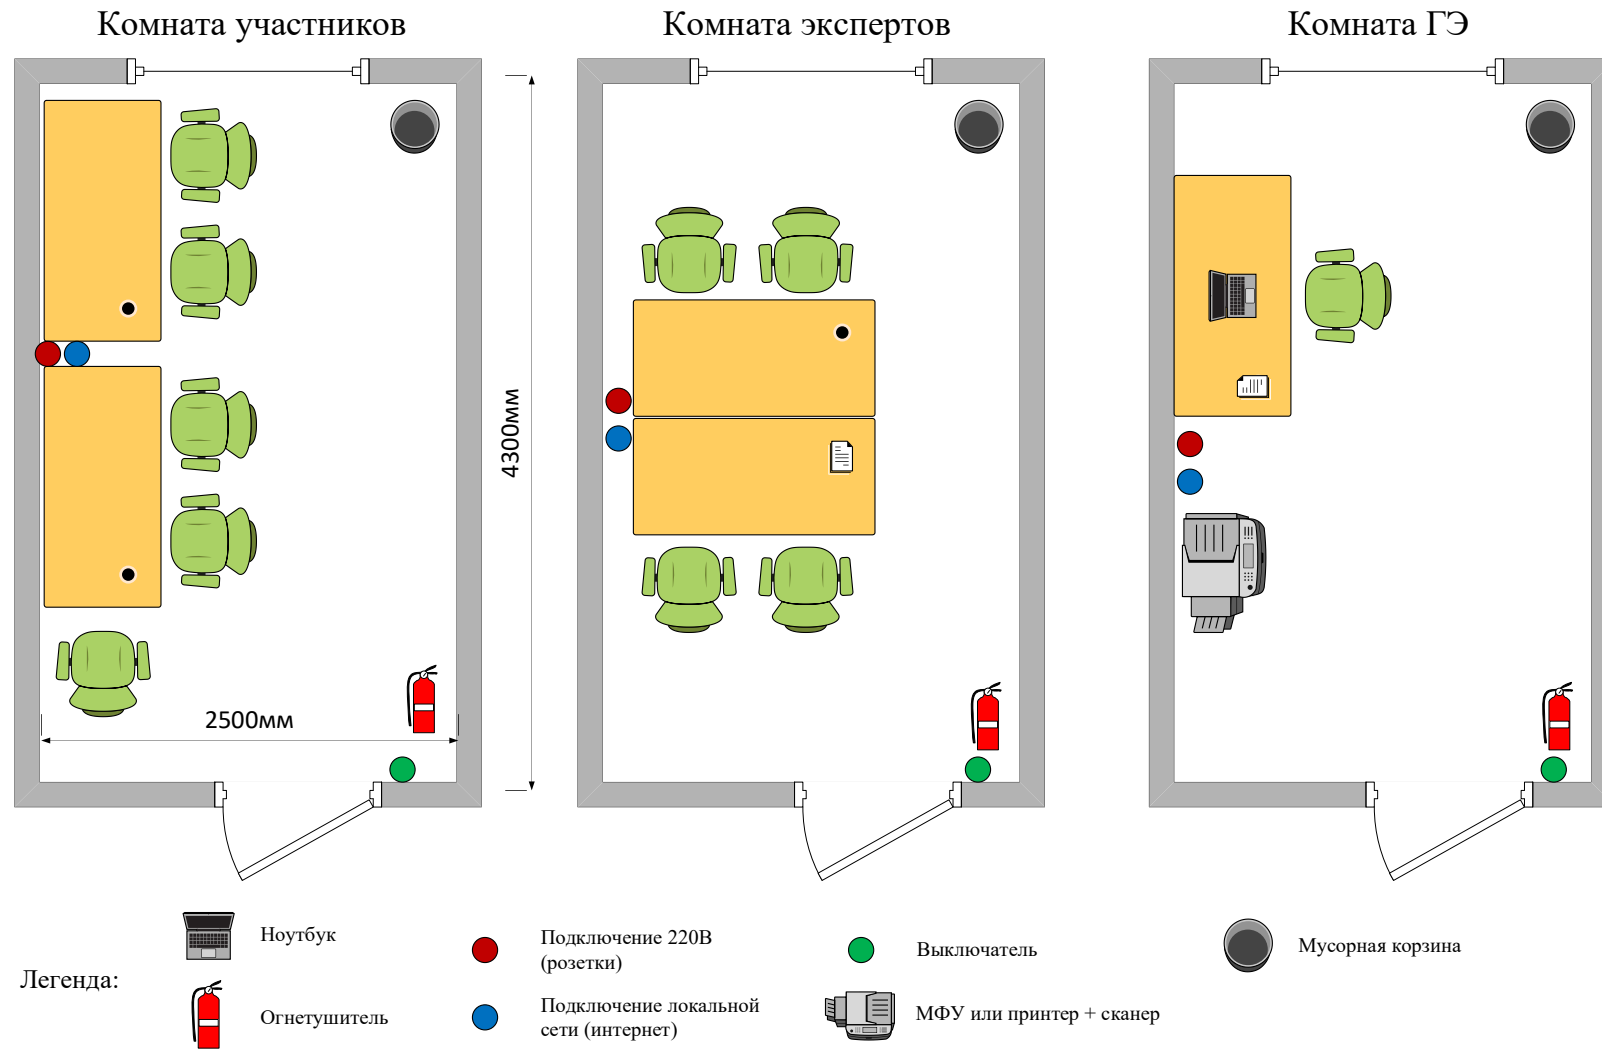 Комната участников
Комната экспертов
Комната ГЭ
4300мм
2500мм
Легенда:
Ноутбук
Огнетушитель
Подключение 220В
(розетки)
Подключение локальной
сети (интернет)
Выключатель
МФУ или принтер + сканер
Мусорная корзина